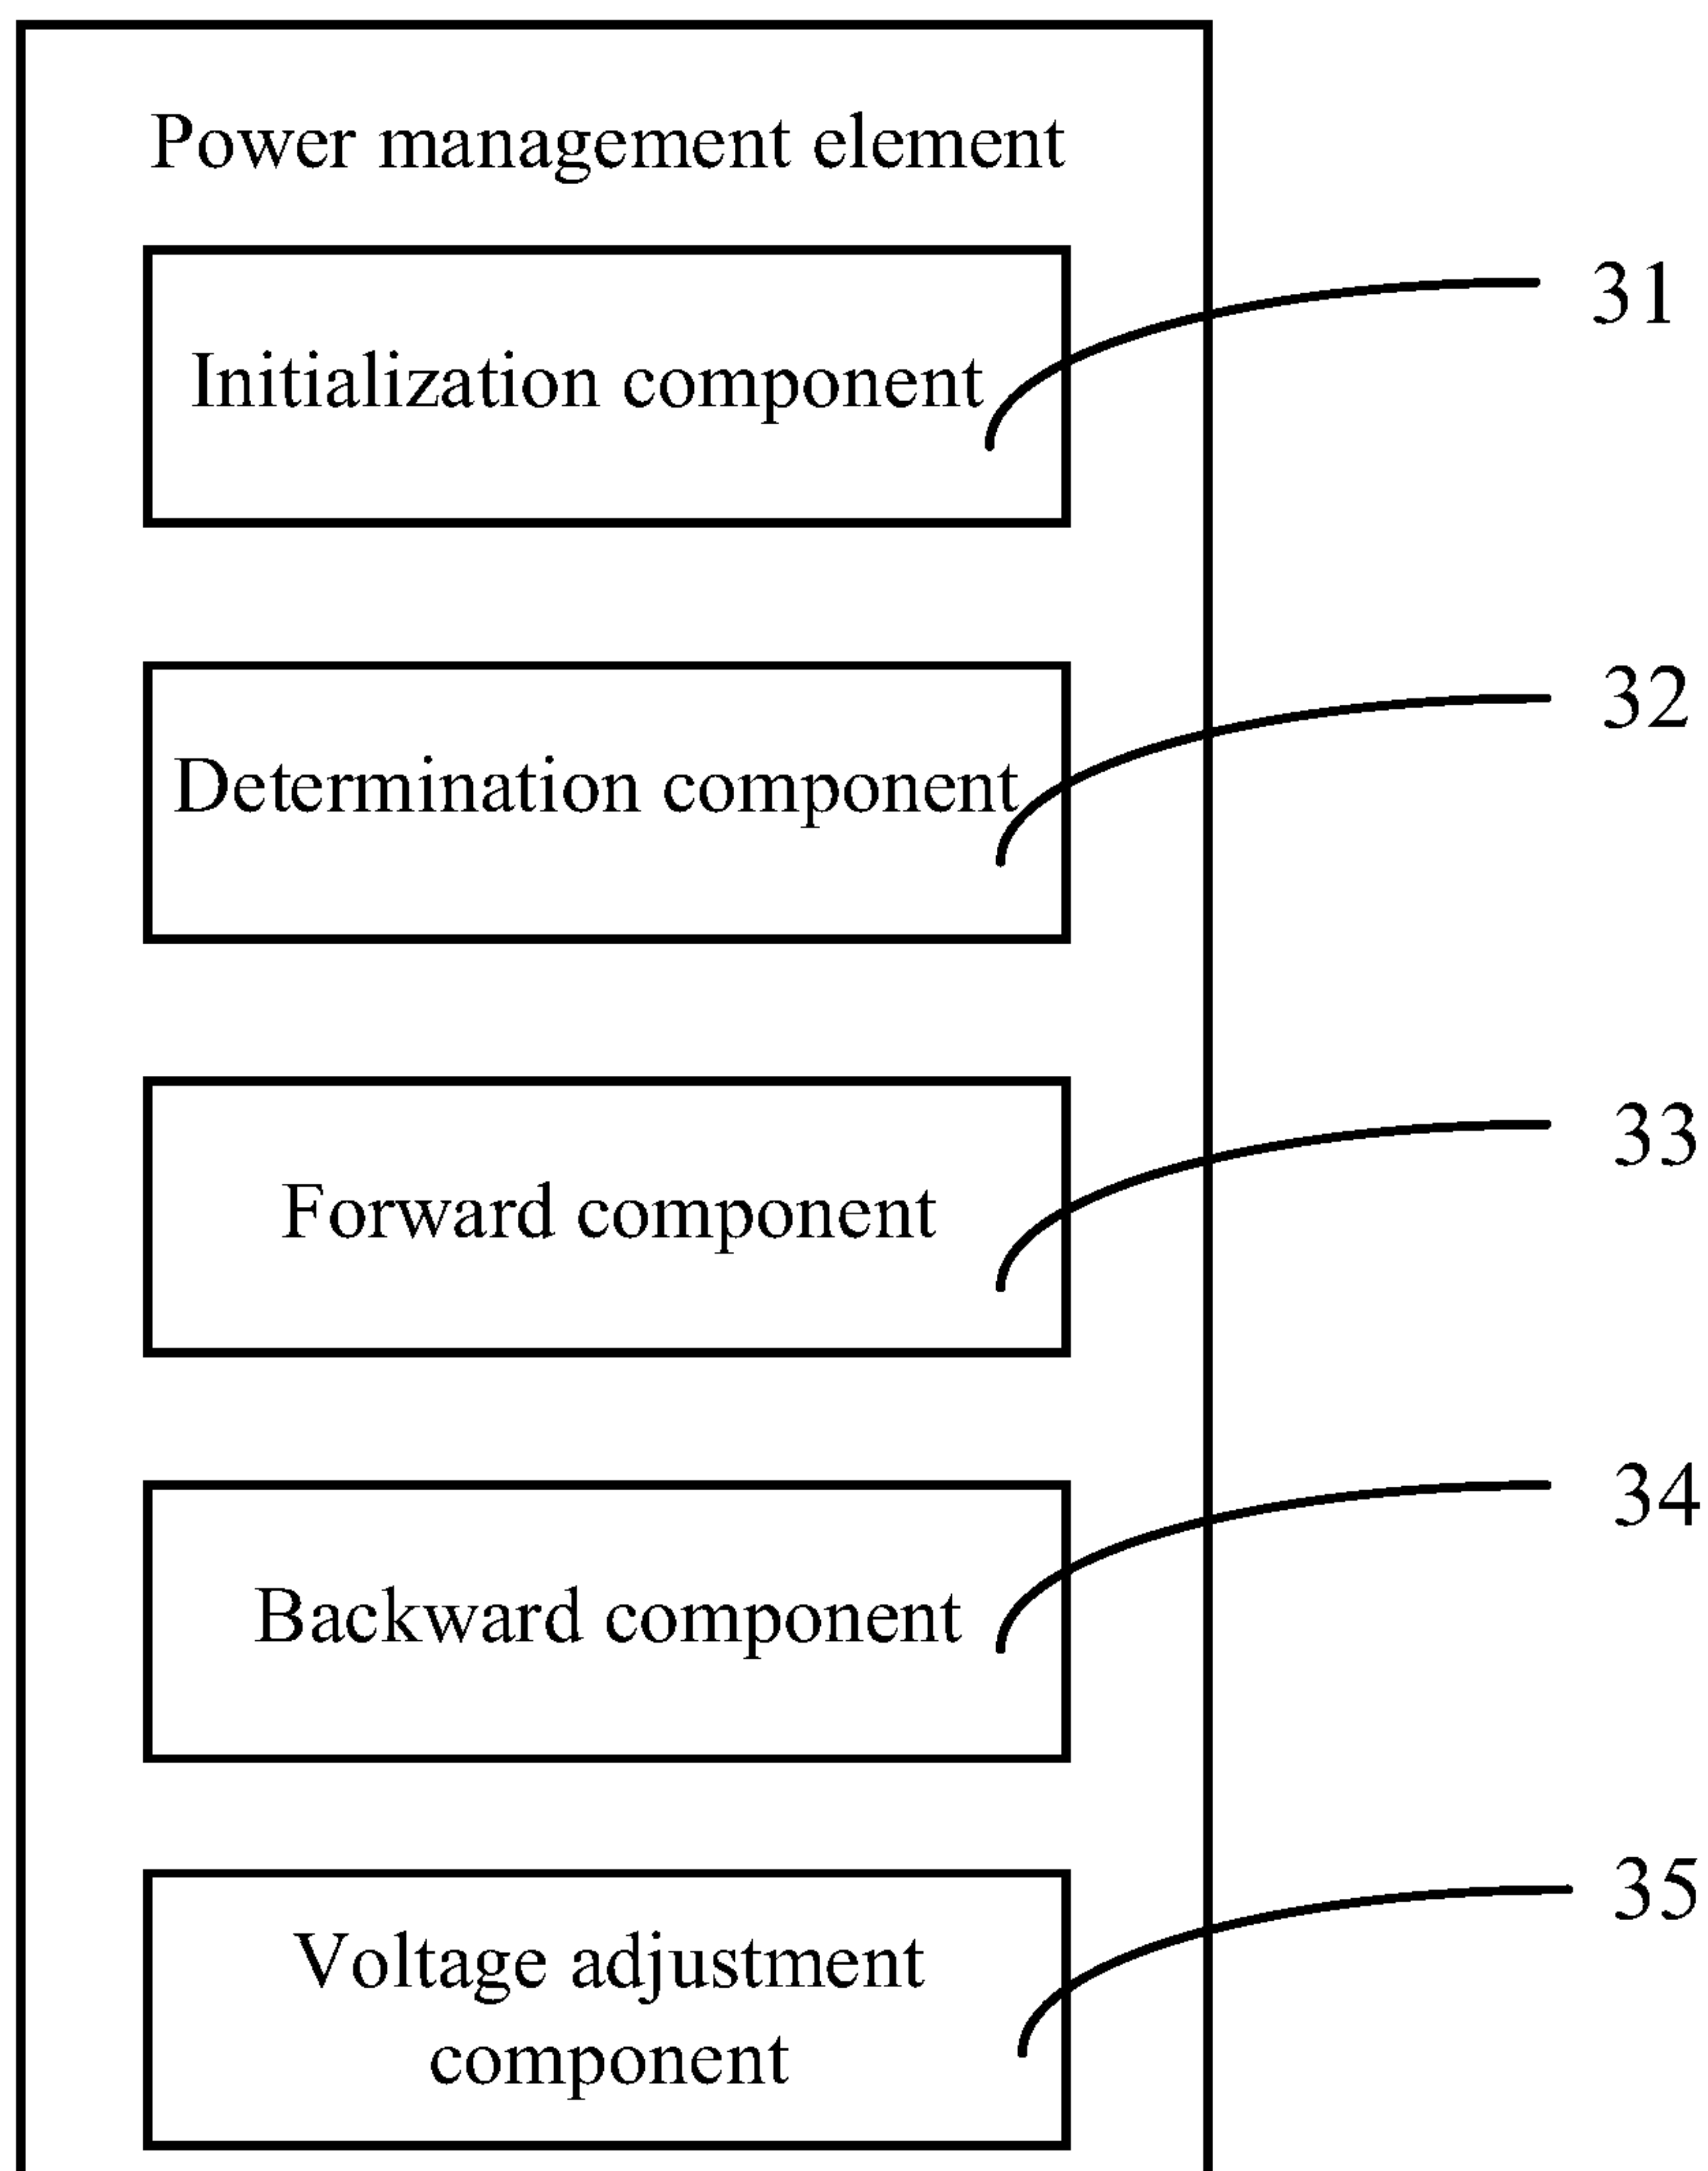 Power management element
Initialization component
31
Determination component
32
Forward component
33
Backward component
34
Voltage adjustment
component
35